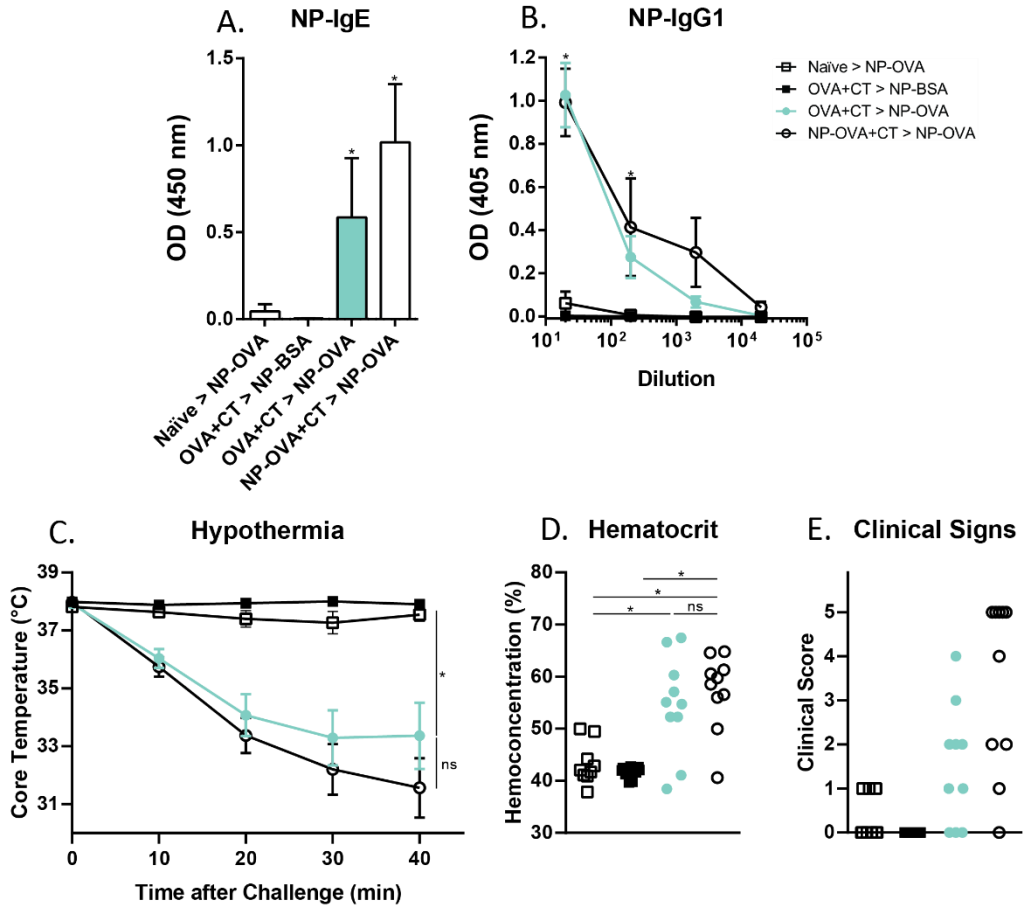 A. NP-IgE
OD (450 nm)
1.5
1.0
0.5
0.0
*
*
Naïve > NP-OVA
OVA+CT > NP-BSA
OVA+CT > NP-OVA
NP-OVA+CT > NP-OVA
B. NP-IgG1
OD (405 nm)
1.2
1.0
0.8
0.6
0.4
0.2
0.0
*
*
10¹ 10² 10³ 10⁴ 10⁵
Dilution
Naïve > NP-OVA
OVA+CT > NP-BSA
OVA+CT > NP-OVA
NP-OVA+CT > NP-OVA
C. Hypothermia
Core Temperature (°C)
39
37
35
33
31
*
ns
0 10 20 30 40
Time after Challenge (min)
D. Hematocrit
Hemoconcentration (%)
80
70
60
50
40
30
*
*
* ns
E. Clinical Signs
Clinical Score
5
4
3
2
1
0